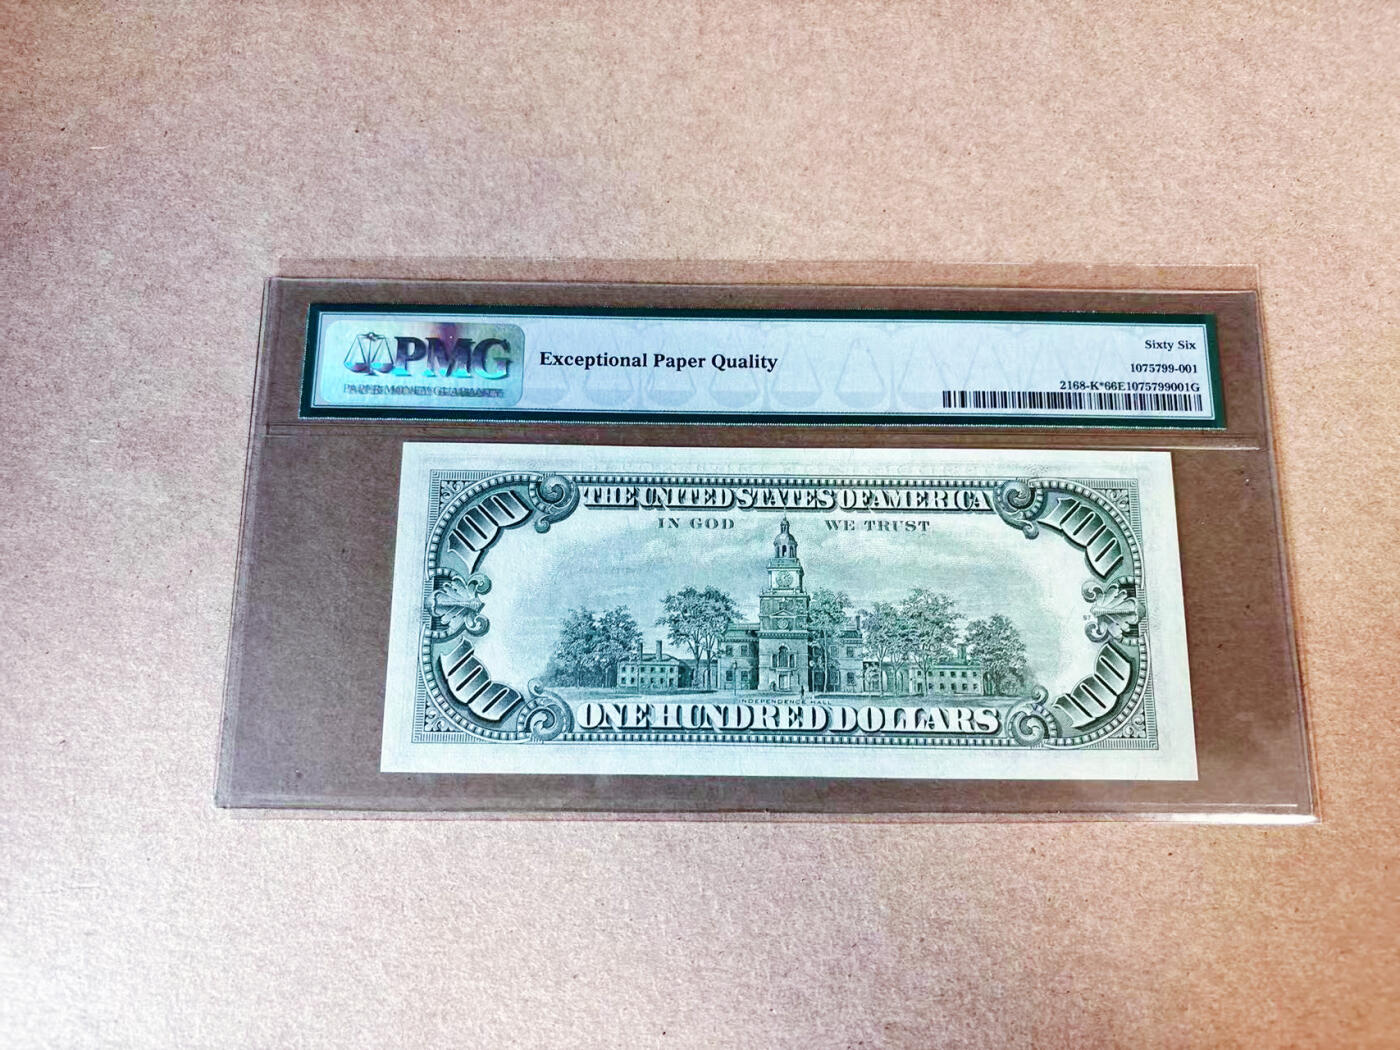 PMG
PAPER MONEY GUARANTY
Exceptional Paper Quality
Sixty Six
1075799-001
2168-K*66E1075799001G
100
THE UNITED STATES OF AMERICA
100
IN GOD WE TRUST
INDEPENDENCE HALL
100
ONE HUNDRED DOLLARS
100